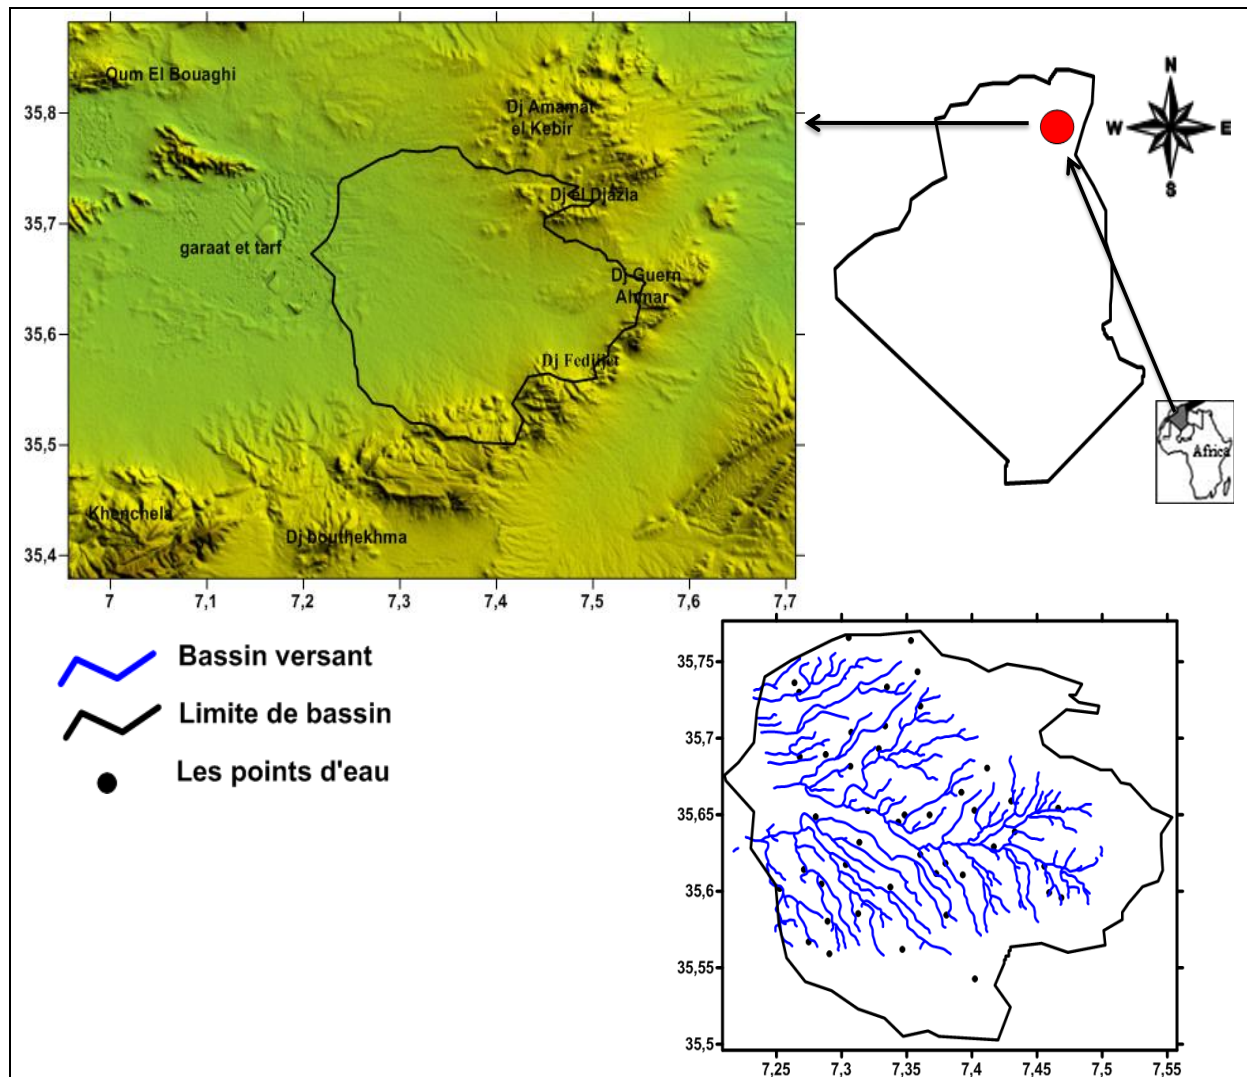 Oum El Bouaghi
35,8
Dj Amamat
el Kebir
Dj el Djazia
35,7
garaat et tarf
Dj Guern
Ahmar
35,6
Dj Fedjijet
35,5
Khenchela
Dj bouthekhma
35,4
7
7,1
7,2
7,3
7,4
7,5
7,6
7,7
N
W
E
S
Africa
Bassin versant
Limite de bassin
Les points d'eau
35,75
35,7
35,65
35,6
35,55
35,5
7,25
7,3
7,35
7,4
7,45
7,5
7,55